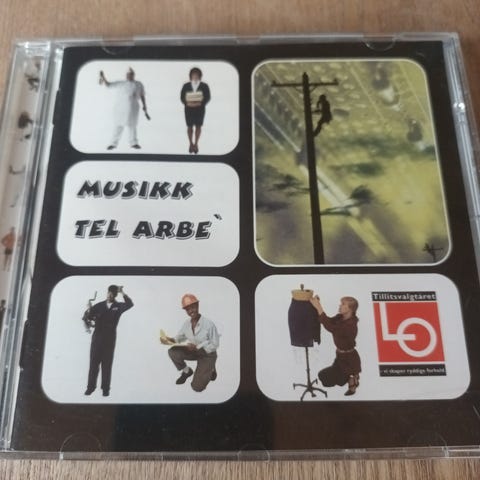 MUSIKK
TEL ARBE`
Tillitsvalgtåret
LO
- vi skaper ryddige forhold